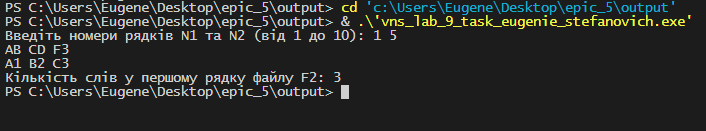 PS C:\Users\Eugene\Desktop\epic_5\output> cd 'c:\Users\Eugene\Desktop\epic_5\output'
PS C:\Users\Eugene\Desktop\epic_5\output> & .\'vns_lab_9_task_eugenie_stefanovich.exe'
Введіть номери рядків N1 та N2 (від 1 до 10): 1 5
AB CD F3
A1 B2 C3
Кількість слів у першому рядку файлу F2: 3
PS C:\Users\Eugene\Desktop\epic_5\output>